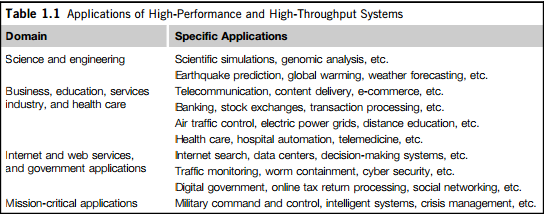 Table 1.1 Applications of High-Performance and High-Throughput Systems
Domain Specific Applications
Science and engineering Scientific simulations, genomic analysis, etc.
Earthquake prediction, global warming, weather forecasting, etc.
Business, education, services Telecommunication, content delivery, e-commerce, etc.
industry, and health care Banking, stock exchanges, transaction processing, etc.
Air traffic control, electric power grids, distance education, etc.
Health care, hospital automation, telemedicine, etc.
Internet and web services, Internet search, data centers, decision-making systems, etc.
and government applications Traffic monitoring, worm containment, cyber security, etc.
Digital government, online tax return processing, social networking, etc.
Mission-critical applications Military command and control, intelligent systems, crisis management, etc.